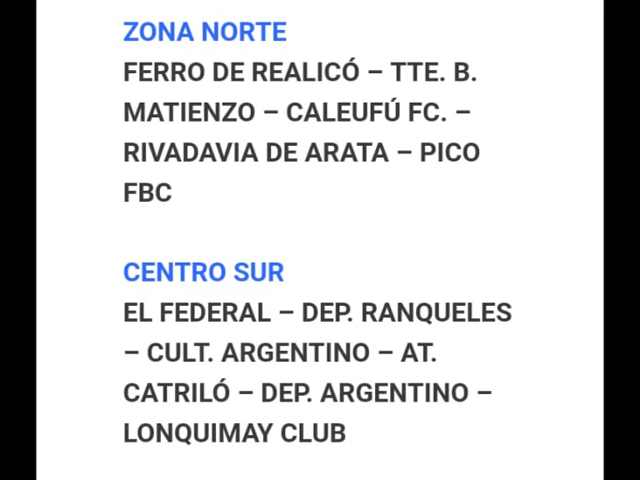 ZONA NORTE
FERRO DE REALICÓ – TTE. B.
MATIENZO – CALEUFÚ FC. –
RIVADAVIA DE ARATA – PICO
FBC
CENTRO SUR
EL FEDERAL – DEP. RANQUELES
– CULT. ARGENTINO – AT.
CATRILÓ – DEP. ARGENTINO –
LONQUIMAY CLUB